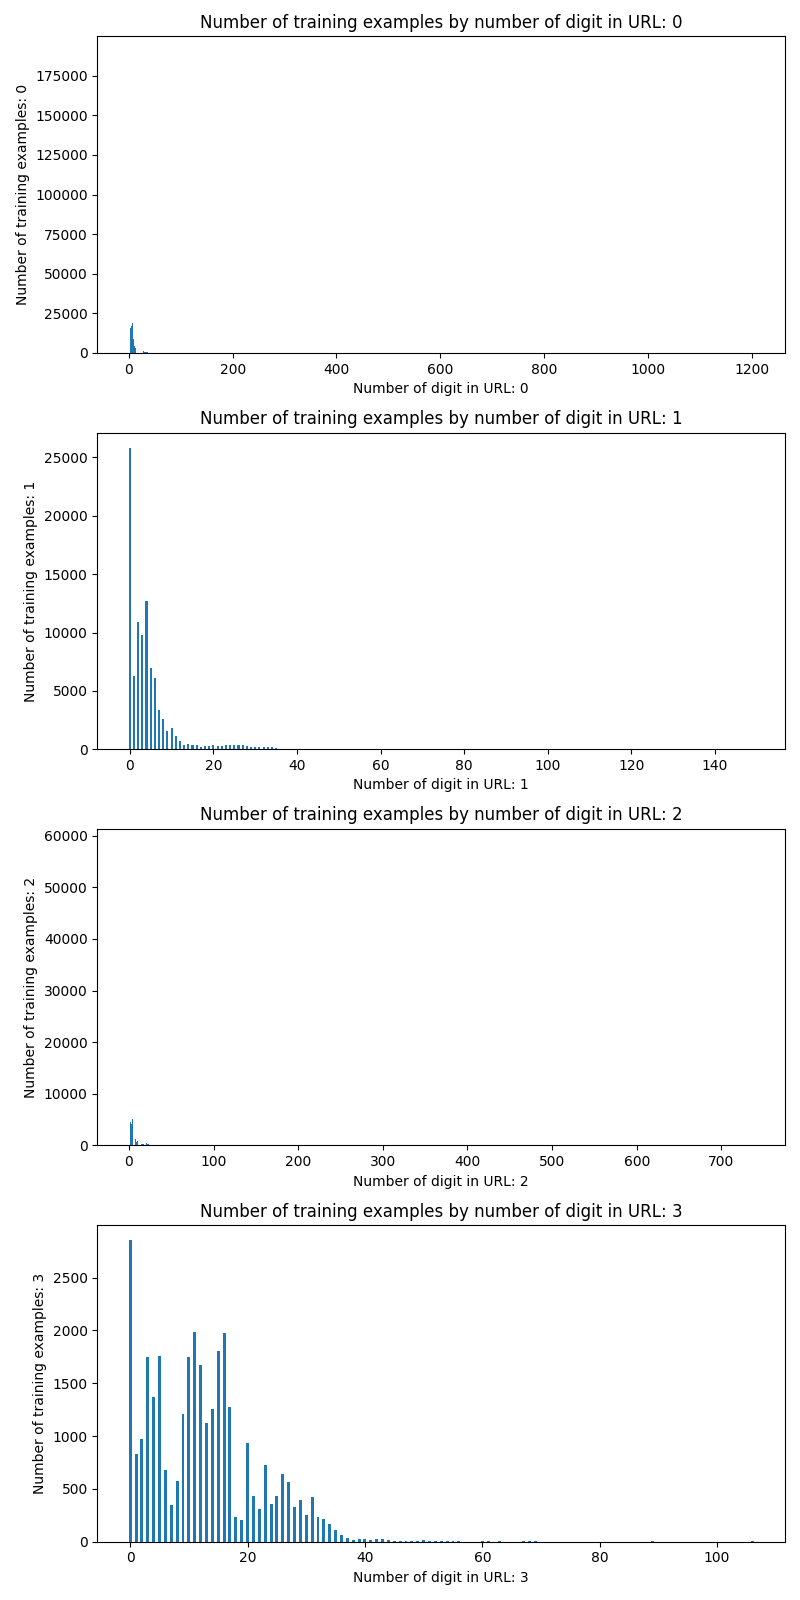 Number of training examples by number of digit in URL: 0
175000
150000
125000
100000
75000
50000
25000
0
Number of training examples: 0
0 200 400 600 800 1000 1200
Number of digit in URL: 0
Number of training examples by number of digit in URL: 1
25000
20000
15000
10000
5000
0
Number of training examples: 1
0 20 40 60 80 100 120 140
Number of digit in URL: 1
Number of training examples by number of digit in URL: 2
60000
50000
40000
30000
20000
10000
0
Number of training examples: 2
0 100 200 300 400 500 600 700
Number of digit in URL: 2
Number of training examples by number of digit in URL: 3
2500
2000
1500
1000
500
0
Number of training examples: 3
0 20 40 60 80 100
Number of digit in URL: 3